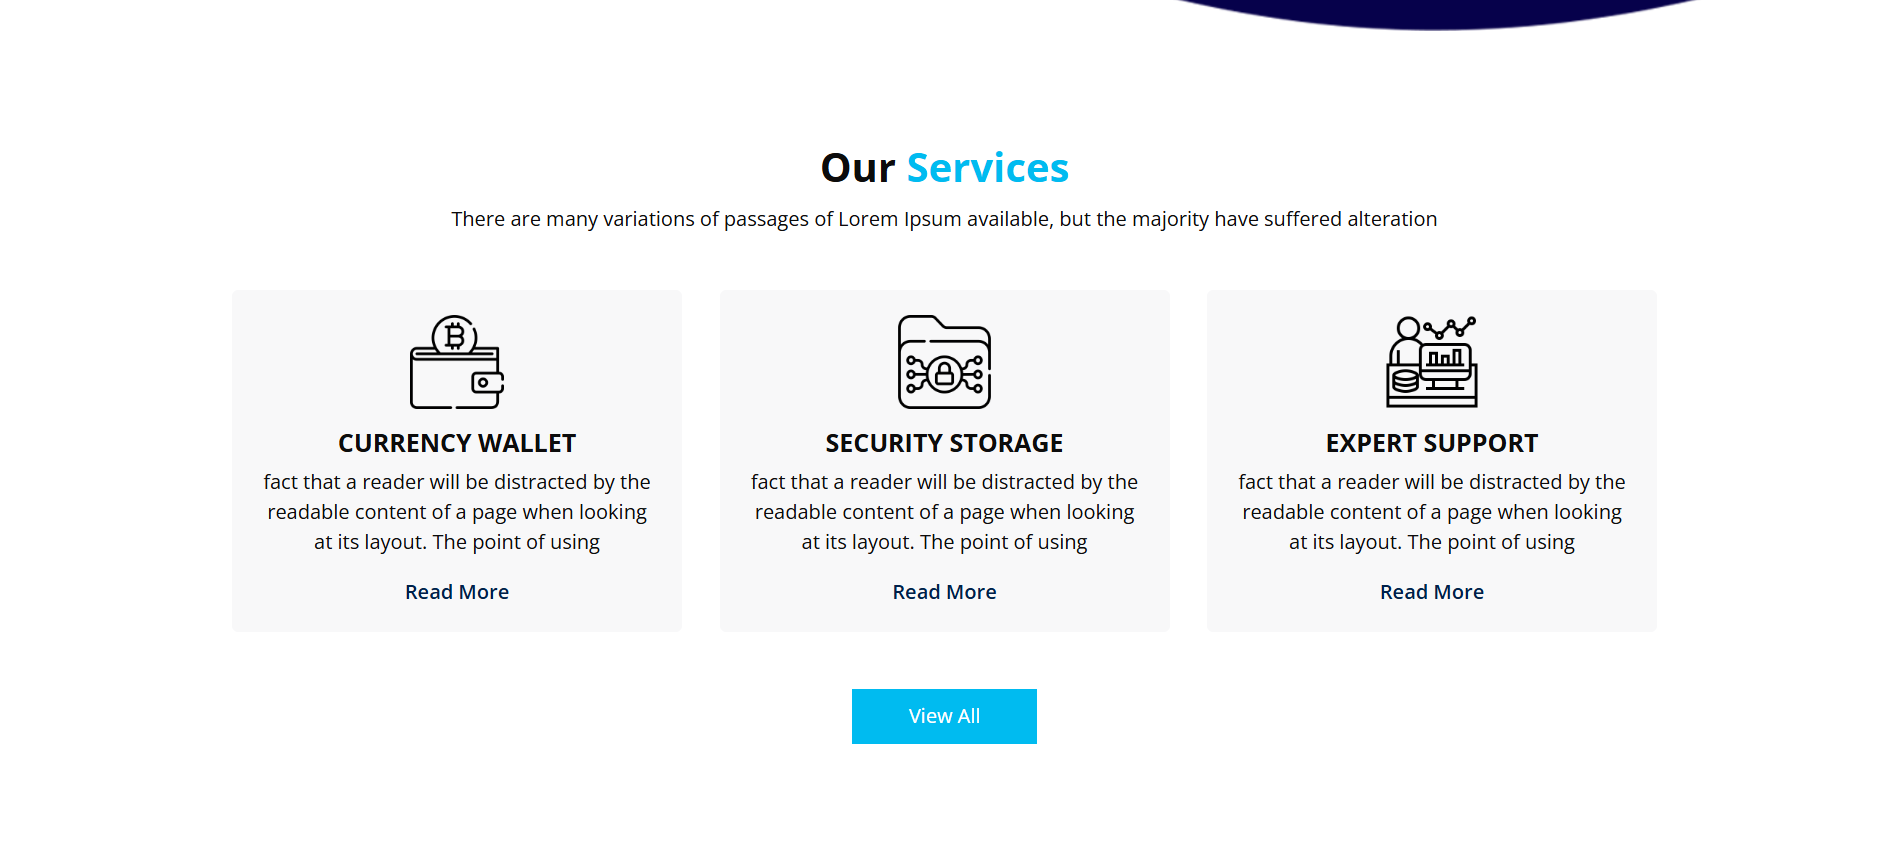 Our Services
There are many variations of passages of Lorem Ipsum available, but the majority have suffered alteration
CURRENCY WALLET
fact that a reader will be distracted by the
readable content of a page when looking
at its layout. The point of using
Read More
SECURITY STORAGE
fact that a reader will be distracted by the
readable content of a page when looking
at its layout. The point of using
Read More
EXPERT SUPPORT
fact that a reader will be distracted by the
readable content of a page when looking
at its layout. The point of using
Read More
View All